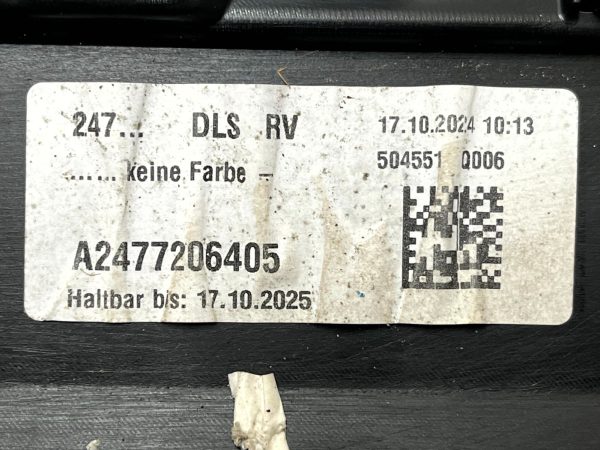 247... DLS RV
17.10.2024 10:13
...... keine Farbe –
504551 Q006
A2477206405
Haltbar bis: 17.10.2025